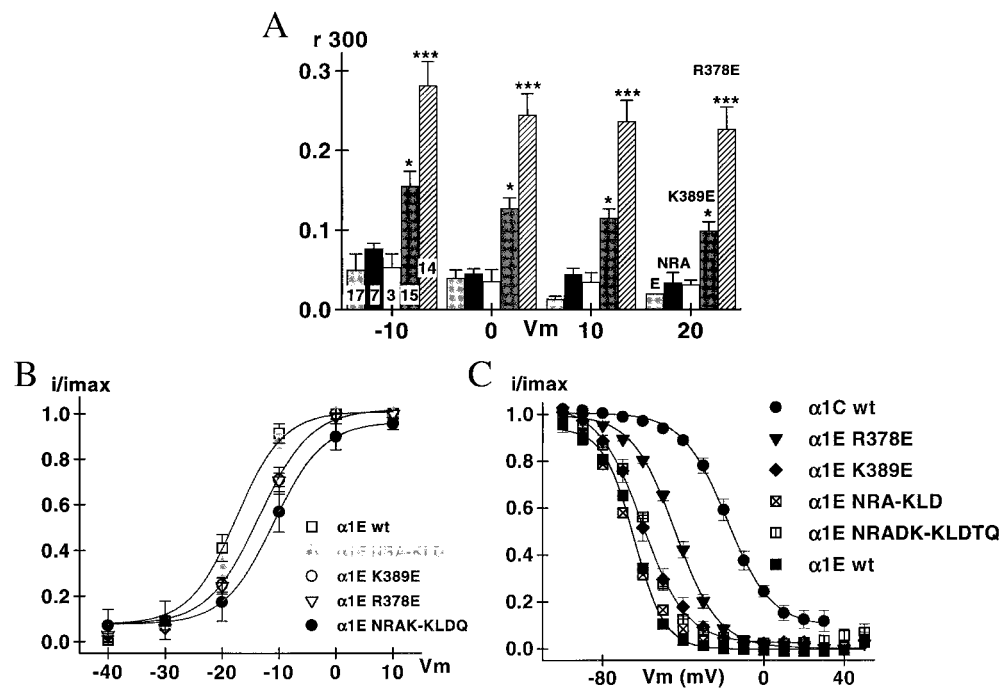 A
r 300
0.3
0.2
0.1
0.0
*** *** *** ***
* * * *
R378E
K389E
NRA
E
17 7 3 15 14
-10 0 Vm 10 20
B
i/imax
1.0
0.8
0.6
0.4
0.2
0.0
-40 -30 -20 -10 0 10 Vm
α1E wt
α1E NRA-KLD
α1E K389E
α1E R378E
α1E NRAK-KLDQ
C
i/imax
1.0
0.8
0.6
0.4
0.2
0.0
-80 Vm (mV) 0 40
α1C wt
α1E R378E
α1E K389E
α1E NRA-KLD
α1E NRADK-KLDTQ
α1E wt